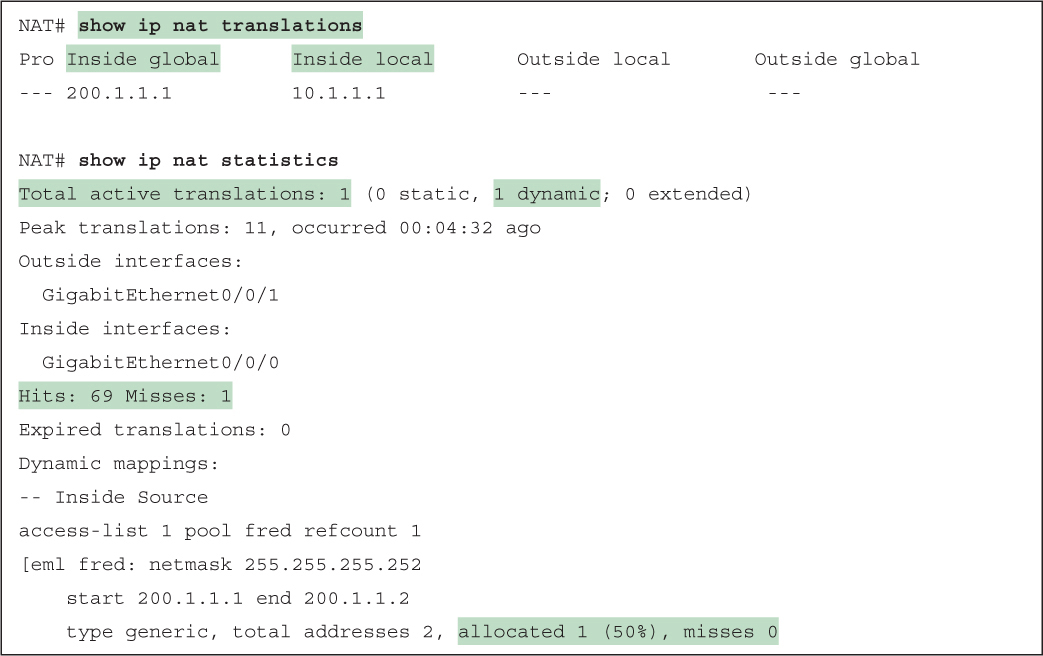 NAT# show ip nat translations
Pro Inside global      Inside local       Outside local       Outside global
--- 200.1.1.1          10.1.1.1           ---                  ---
NAT# show ip nat statistics
Total active translations: 1 (0 static, 1 dynamic; 0 extended)
Peak translations: 11, occurred 00:04:32 ago
Outside interfaces:
  GigabitEthernet0/0/1
Inside interfaces:
  GigabitEthernet0/0/0
Hits: 69 Misses: 1
Expired translations: 0
Dynamic mappings:
-- Inside Source
access-list 1 pool fred refcount 1
[eml fred: netmask 255.255.255.252
    start 200.1.1.1 end 200.1.1.2
    type generic, total addresses 2, allocated 1 (50%), misses 0